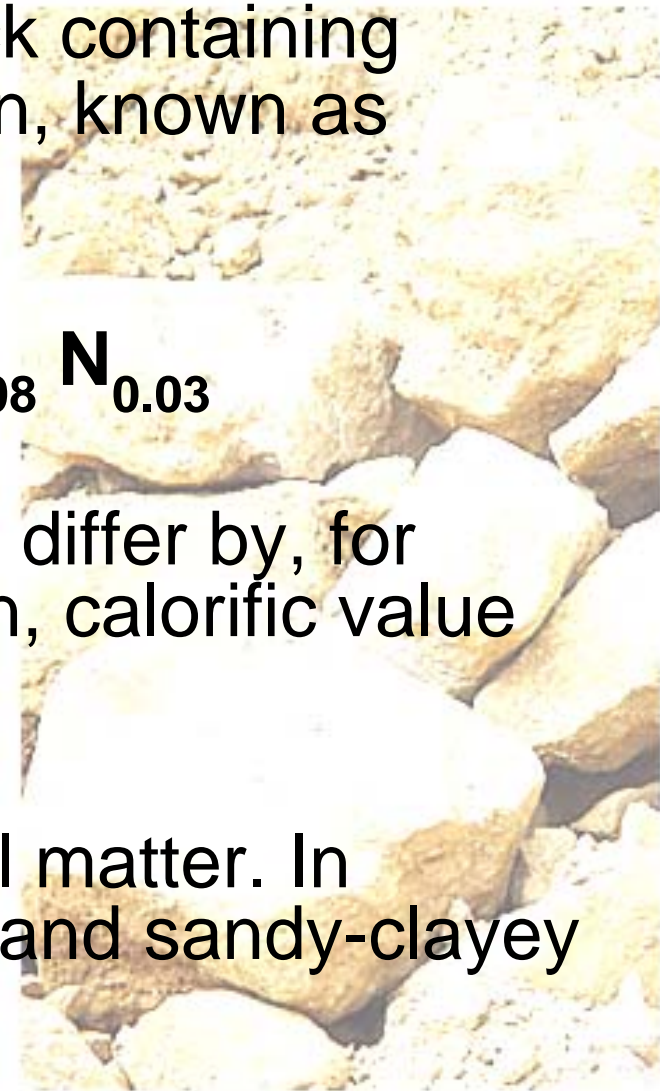 k containing
n, known as
08 N0.03
differ by, for
n, calorific value
l matter. In
and sandy-clayey